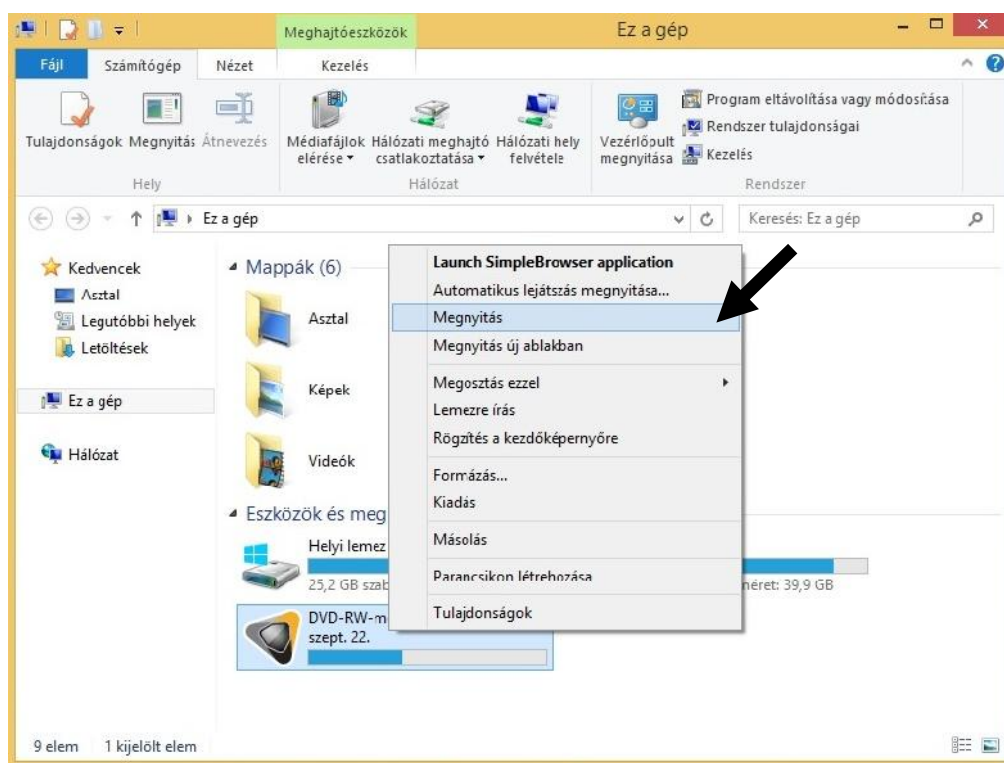 Meghajtóeszközök
Ez a gép
Fájl
Számítógép
Nézet
Kezelés
Tulajdonságok
Megnyitás
Átnevezés
Médiafájlok
elérése
Hálózati meghajtó
csatlakoztatása
Hálózati hely
felvétele
Vezérlőpult
megnyitása
Program eltávolítása vagy módosítása
Rendszer tulajdonságai
Kezelés
Hely
Hálózat
Rendszer
Ez a gép
Keresés: Ez a gép
Kedvencek
Asztal
Legutóbbi helyek
Letöltések
Ez a gép
Hálózat
Mappák (6)
Asztal
Képek
Videók
Eszközök és meg
Helyi lemez
25,2 GB szab
méret: 39,9 GB
DVD-RW-m
szept. 22.
Launch SimpleBrowser application
Automatikus lejátszás megnyitása...
Megnyitás
Megnyitás új ablakban
Megosztás ezzel
Lemezre írás
Rögzítés a kezdőképernyőre
Formázás...
Kiadás
Másolás
Parancsikon létrehozása
Tulajdonságok
9 elem
1 kijelölt elem